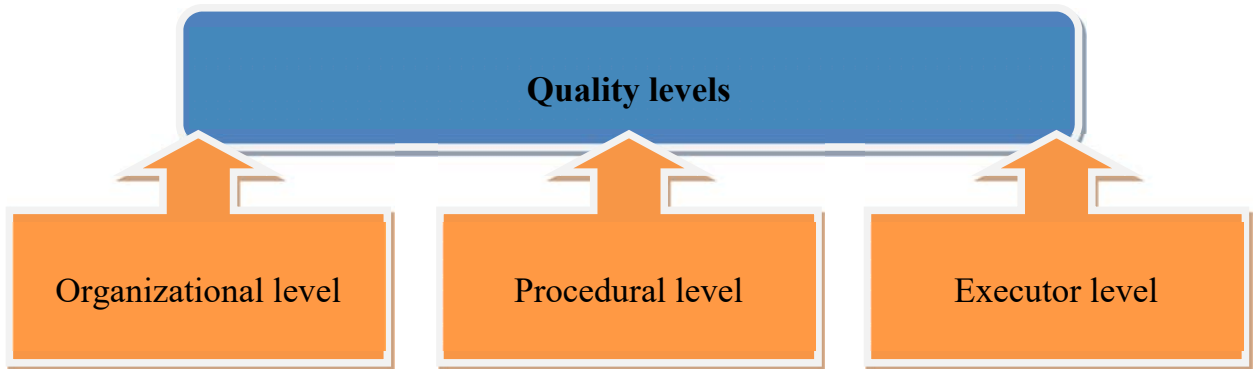 Quality levels
Organizational level
Procedural level
Executor level